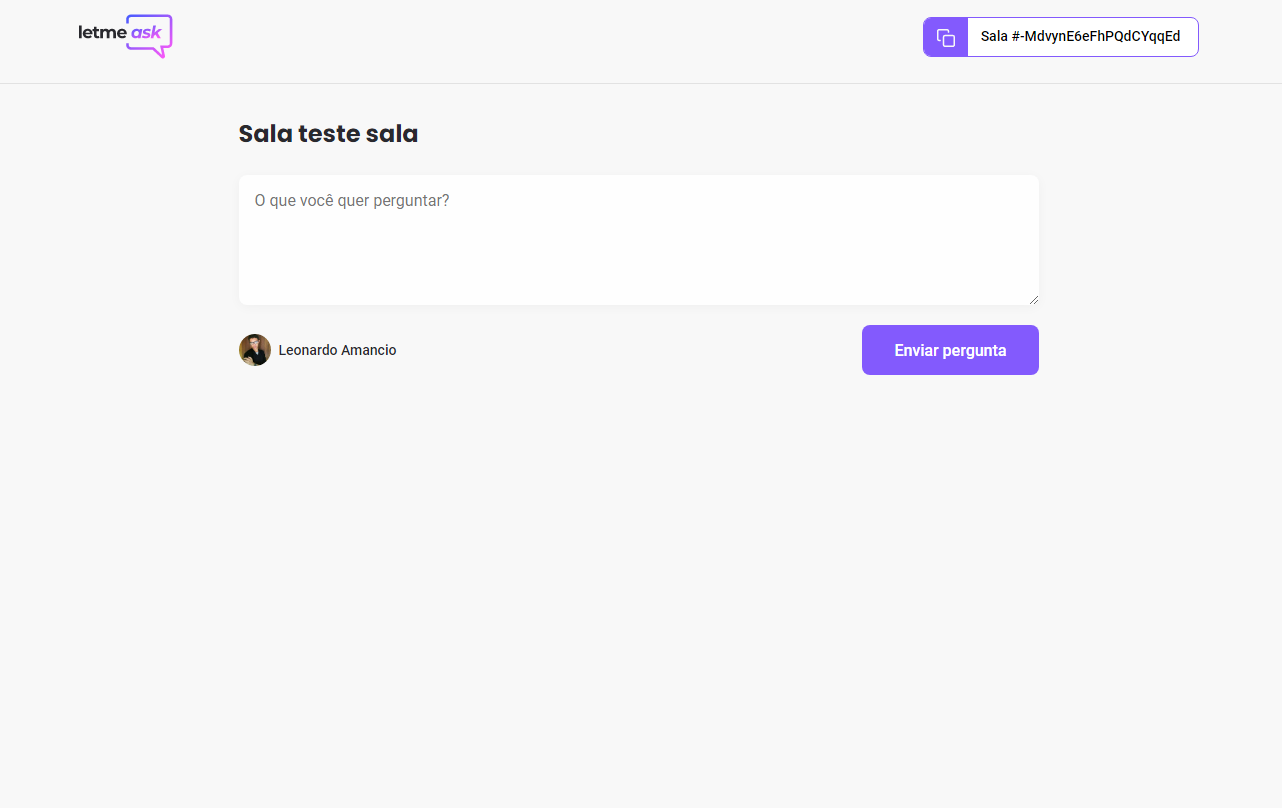 letmeask
Sala #-MdvynE6eFhPQdCYqqEd
Sala teste sala
O que você quer perguntar?
Leonardo Amancio
Enviar pergunta